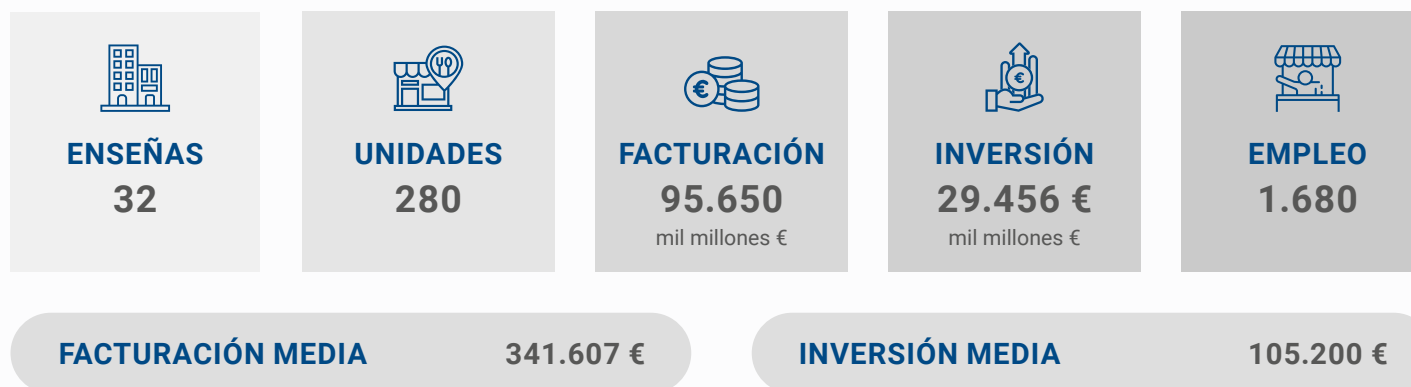 ENSEÑAS
32
UNIDADES
280
FACTURACIÓN
95.650
mil millones €
INVERSIÓN
29.456 €
mil millones €
EMPLEO
1.680
FACTURACIÓN MEDIA 341.607 €
INVERSIÓN MEDIA 105.200 €